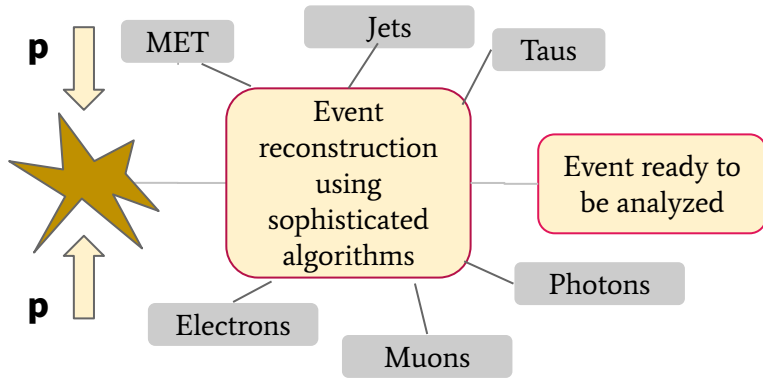 p
MET
Jets
Taus
Event
reconstruction
using
sophisticated
algorithms
Event ready to
be analyzed
p
Electrons
Muons
Photons